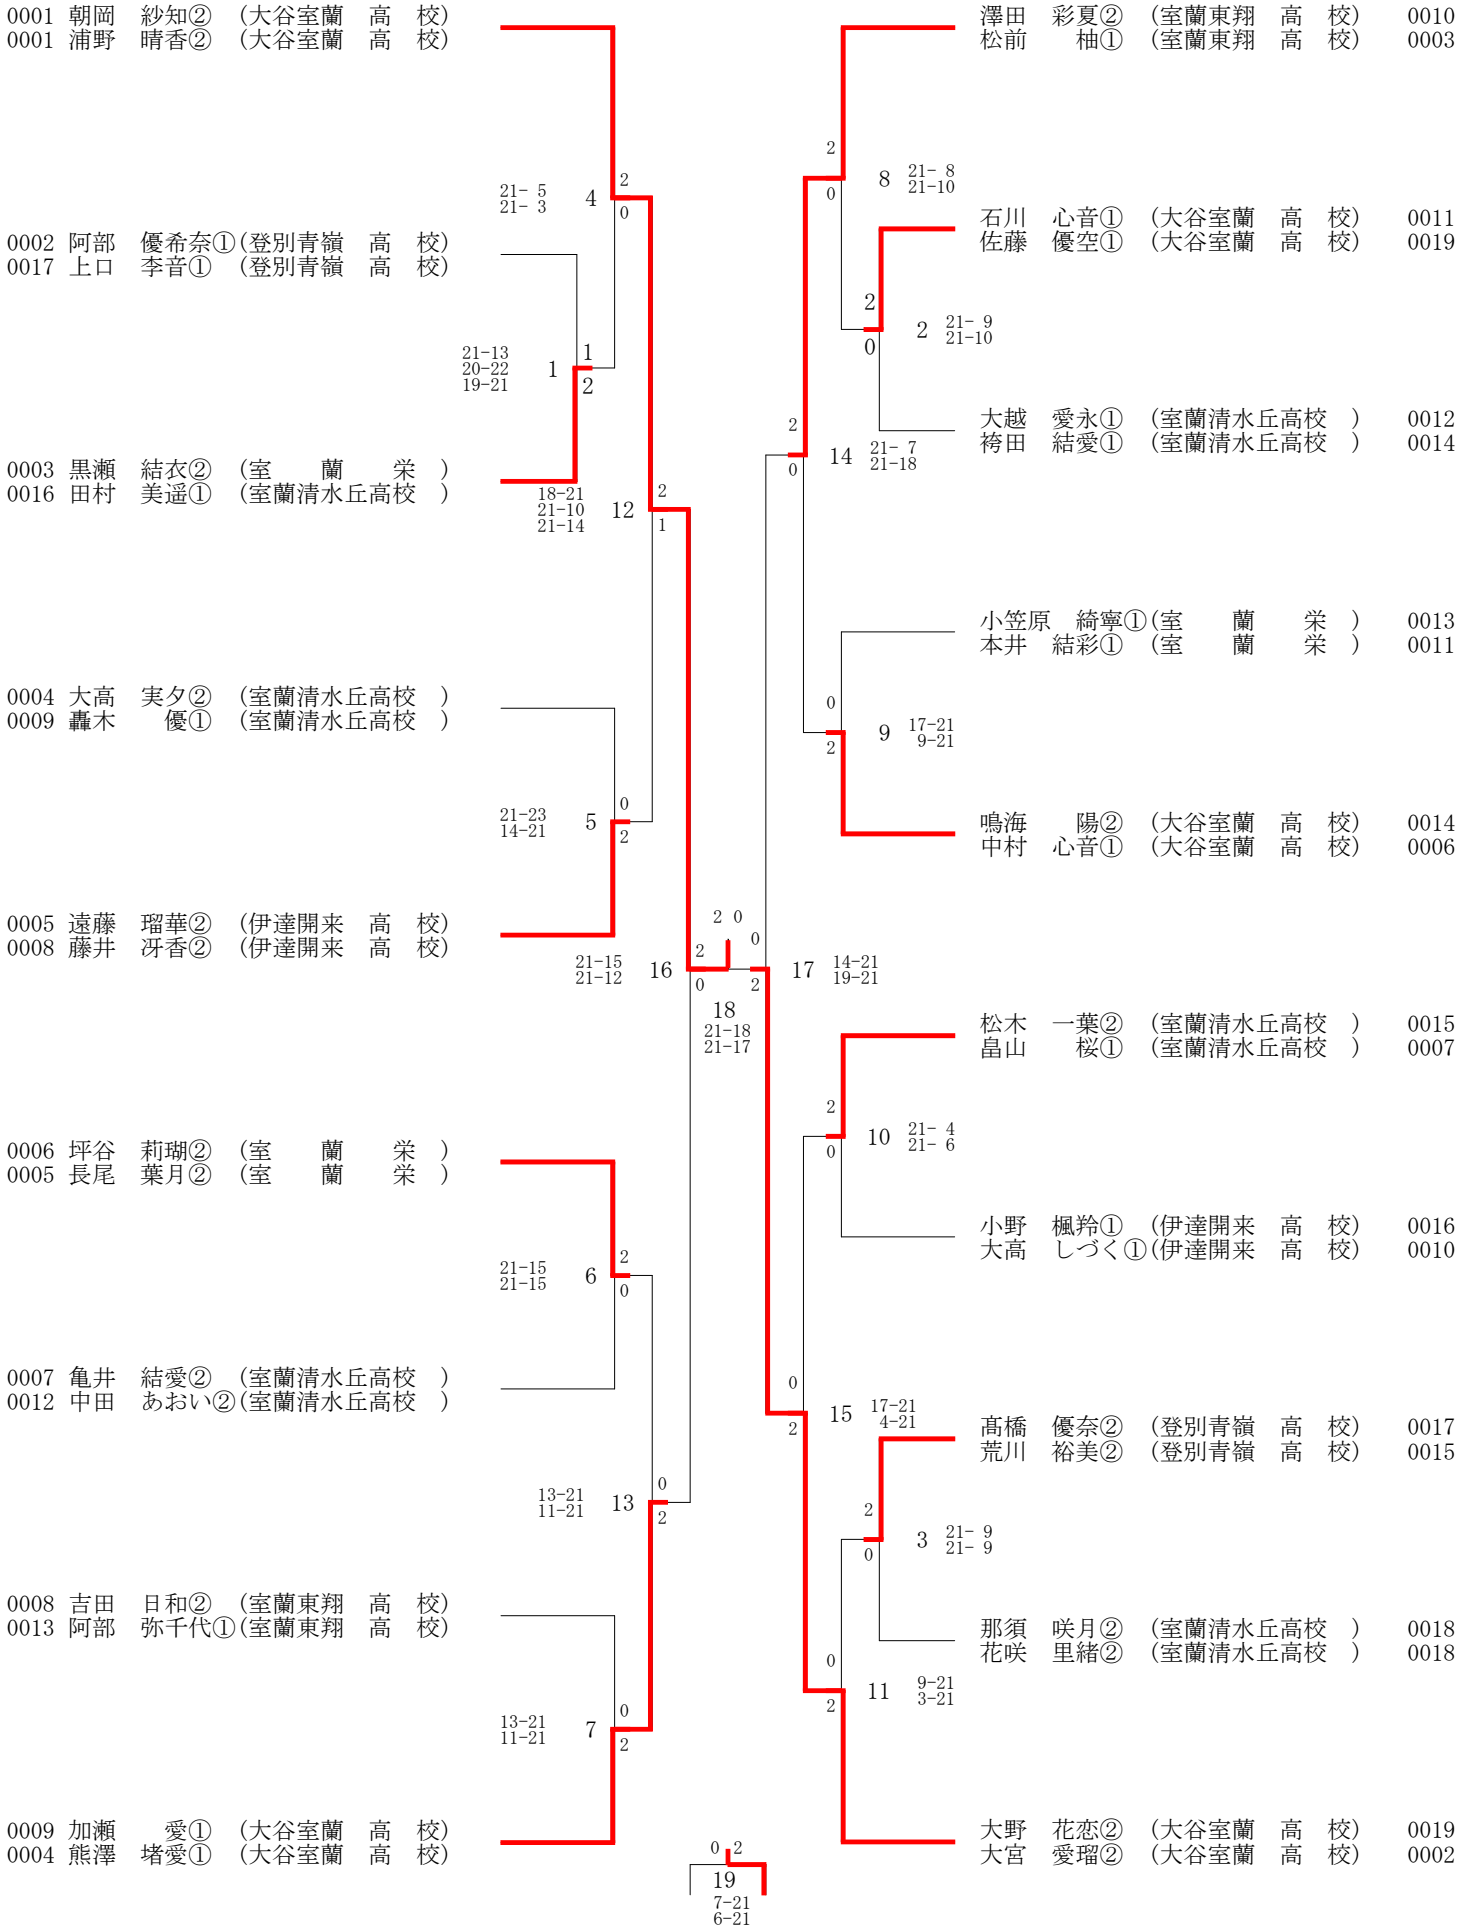 0001 朝岡　紗知②　(大谷室蘭　高　校)
0001 浦野　晴香②　(大谷室蘭　高　校)
21- 5
21- 3
4
2
0
0002 阿部　優希奈①(登別青嶺　高　校)
0017 上口　李音①　(登別青嶺　高　校)
21-13
20-22
19-21
1
1
2
0003 黒瀬　結衣②　(室　　蘭　　栄　)
0016 田村　美遥①　(室蘭清水丘高校　)
18-21
21-10
21-14
12
2
1
0004 大高　実夕②　(室蘭清水丘高校　)
0009 轟木　　優①　(室蘭清水丘高校　)
21-23
14-21
5
0
2
0005 遠藤　瑠華②　(伊達開来　高　校)
0008 藤井　冴香②　(伊達開来　高　校)
21-15
21-12
16
2
0
2 0
18
21-18
21-17
0006 坪谷　莉瑚②　(室　　蘭　　栄　)
0005 長尾　葉月②　(室　　蘭　　栄　)
21-15
21-15
6
2
0
0007 亀井　結愛②　(室蘭清水丘高校　)
0012 中田　あおい②(室蘭清水丘高校　)
13-21
11-21
13
0
2
0008 吉田　日和②　(室蘭東翔　高　校)
0013 阿部　弥千代①(室蘭東翔　高　校)
13-21
11-21
7
0
2
0009 加瀬　　愛①　(大谷室蘭　高　校)
0004 熊澤　堵愛①　(大谷室蘭　高　校)
澤田　彩夏②　(室蘭東翔　高　校)　0010
松前　　柚①　(室蘭東翔　高　校)　0003
2
0
8
21- 8
21-10
石川　心音①　(大谷室蘭　高　校)　0011
佐藤　優空①　(大谷室蘭　高　校)　0019
2
0
2
21- 9
21-10
大越　愛永①　(室蘭清水丘高校　)　0012
袴田　結愛①　(室蘭清水丘高校　)　0014
2
0
14
21- 7
21-18
小笠原　綺寧①(室　　蘭　　栄　)　0013
本井　結彩①　(室　　蘭　　栄　)　0011
0
2
9
17-21
9-21
鳴海　　陽②　(大谷室蘭　高　校)　0014
中村　心音①　(大谷室蘭　高　校)　0006
0
2
17
14-21
19-21
松木　一葉②　(室蘭清水丘高校　)　0015
畠山　　桜①　(室蘭清水丘高校　)　0007
2
0
10
21- 4
21- 6
小野　楓羚①　(伊達開来　高　校)　0016
大高　しづく①(伊達開来　高　校)　0010
0
2
15
17-21
4-21
髙橋　優奈②　(登別青嶺　高　校)　0017
荒川　裕美②　(登別青嶺　高　校)　0015
2
0
3
21- 9
21- 9
那須　咲月②　(室蘭清水丘高校　)　0018
花咲　里緒②　(室蘭清水丘高校　)　0018
0
2
11
9-21
3-21
大野　花恋②　(大谷室蘭　高　校)　0019
大宮　愛瑠②　(大谷室蘭　高　校)　0002
0 2
19
7-21
6-21